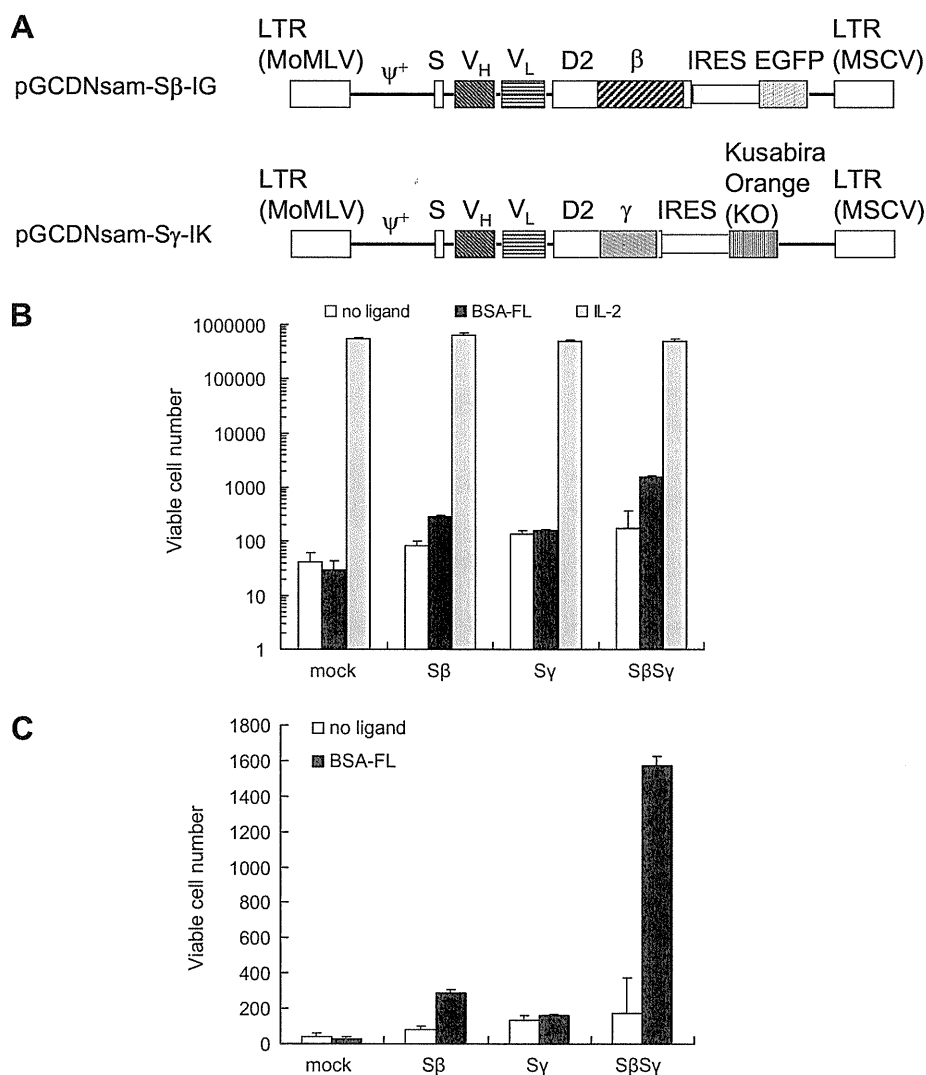 A
LTR
(MoMLV)
LTR
(MSCV)
ψ+ S VH VL D2 β IRES EGFP
pGCDNsam-Sβ-IG
LTR
(MoMLV)
Kusabira
Orange
(KO)
LTR
(MSCV)
ψ+ S VH VL D2 γ IRES
pGCDNsam-Sγ-IK
B
no ligand BSA-FL IL-2
Viable cell number
1000000
100000
10000
1000
100
10
1
mock Sβ Sγ SβSγ
C
no ligand
BSA-FL
Viable cell number
1800
1600
1400
1200
1000
800
600
400
200
0
mock Sβ Sγ SβSγ